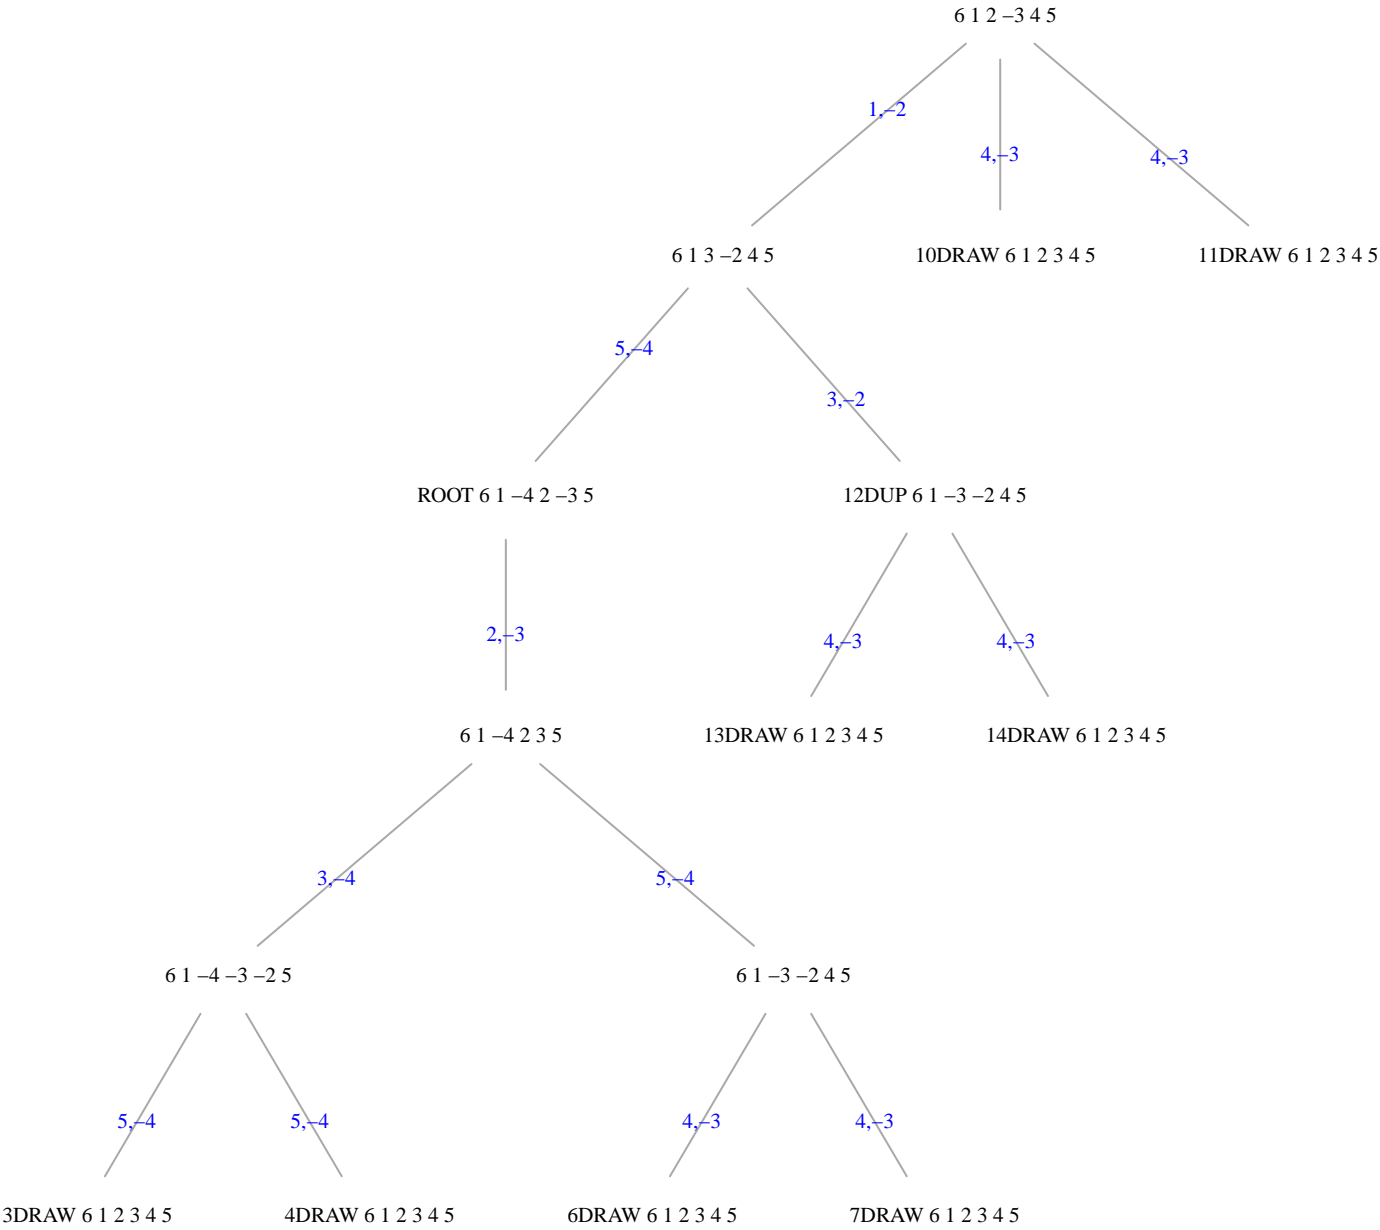 6 1 2 –3 4 5
1,–2
4,–3
4,–3
6 1 3 –2 4 5
10DRAW 6 1 2 3 4 5
11DRAW 6 1 2 3 4 5
5,–4
3,–2
ROOT 6 1 –4 2 –3 5
12DUP 6 1 –3 –2 4 5
2,–3
4,–3
4,–3
6 1 –4 2 3 5
13DRAW 6 1 2 3 4 5
14DRAW 6 1 2 3 4 5
3,–4
5,–4
6 1 –4 –3 –2 5
6 1 –3 –2 4 5
5,–4
5,–4
4,–3
4,–3
3DRAW 6 1 2 3 4 5
4DRAW 6 1 2 3 4 5
6DRAW 6 1 2 3 4 5
7DRAW 6 1 2 3 4 5